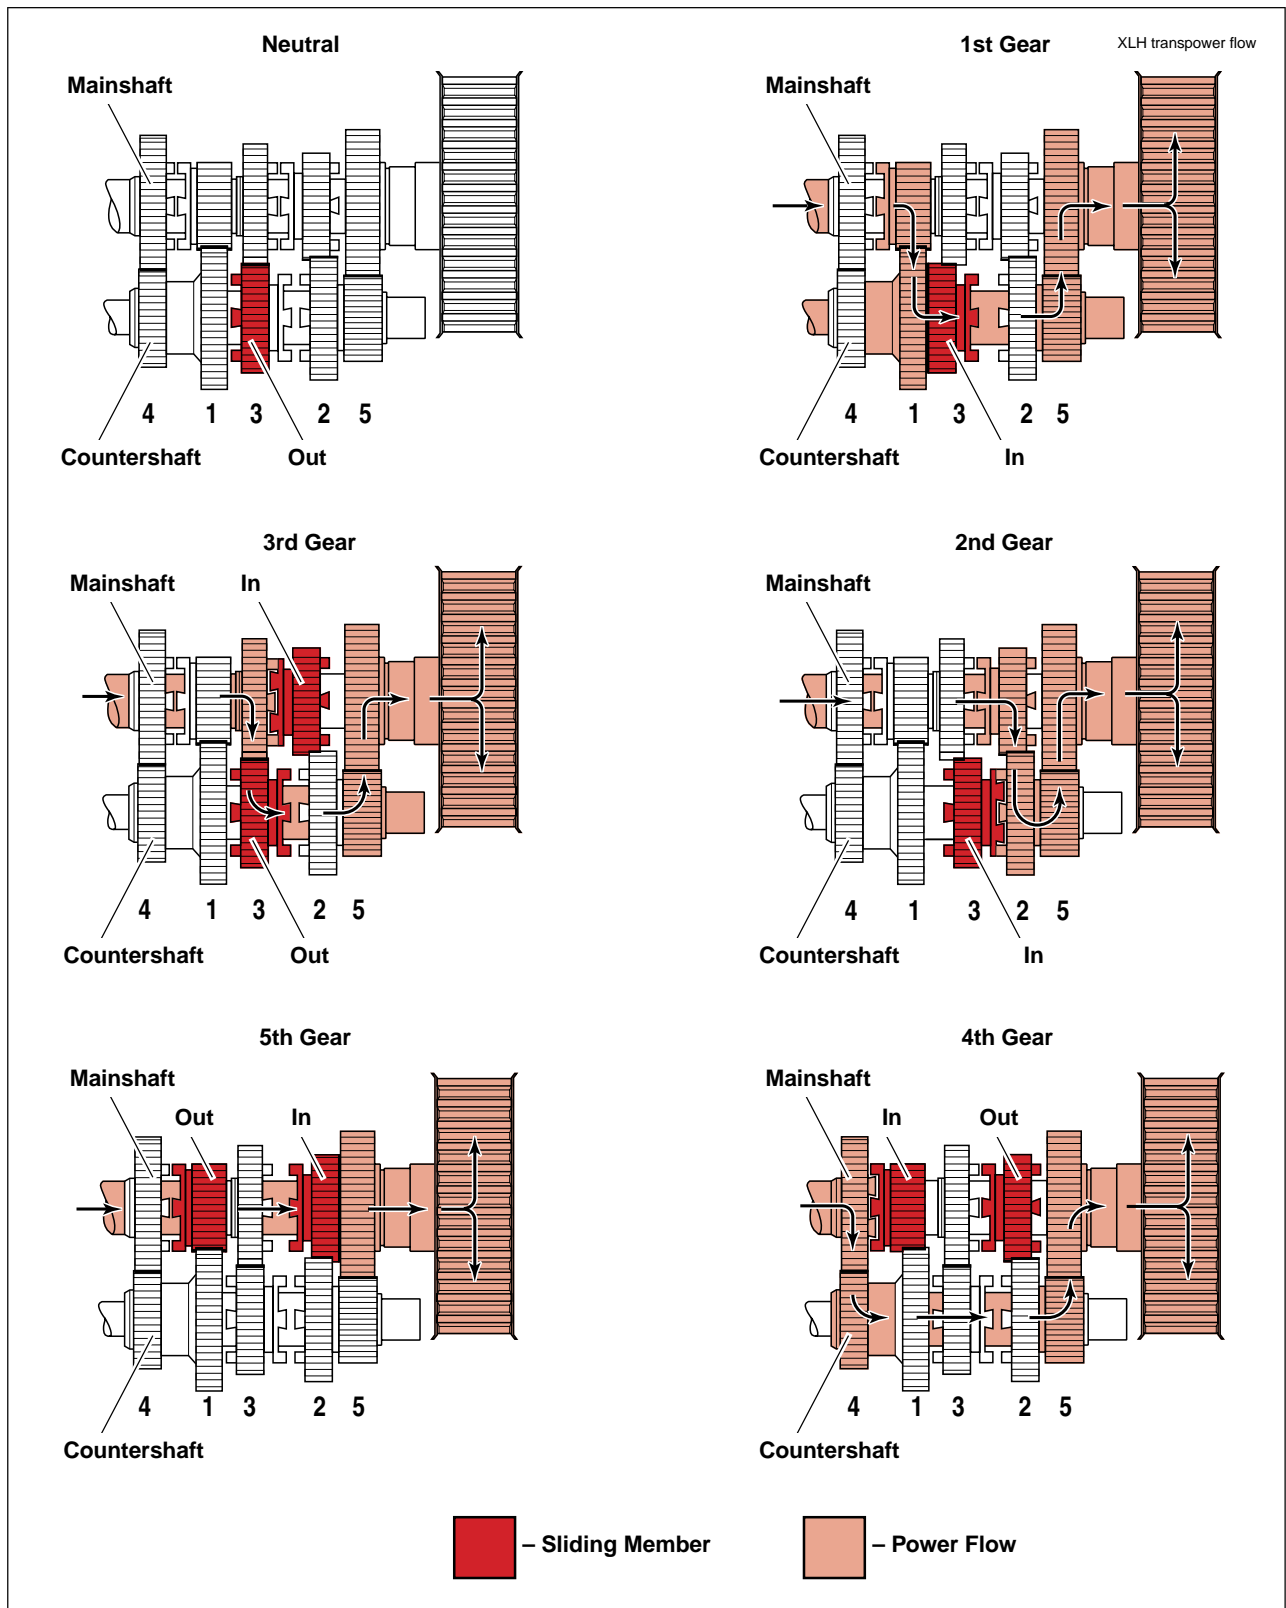 Neutral
Mainshaft
4 1 3 2 5
Countershaft Out
1st Gear
XLH transpower flow
Mainshaft
4 1 3 2 5
Countershaft In
3rd Gear
Mainshaft In
4 1 3 2 5
Countershaft Out
2nd Gear
Mainshaft
4 1 3 2 5
Countershaft In
5th Gear
Mainshaft
Out In
4 1 3 2 5
Countershaft
4th Gear
Mainshaft
In Out
4 1 3 2 5
Countershaft
– Sliding Member
– Power Flow